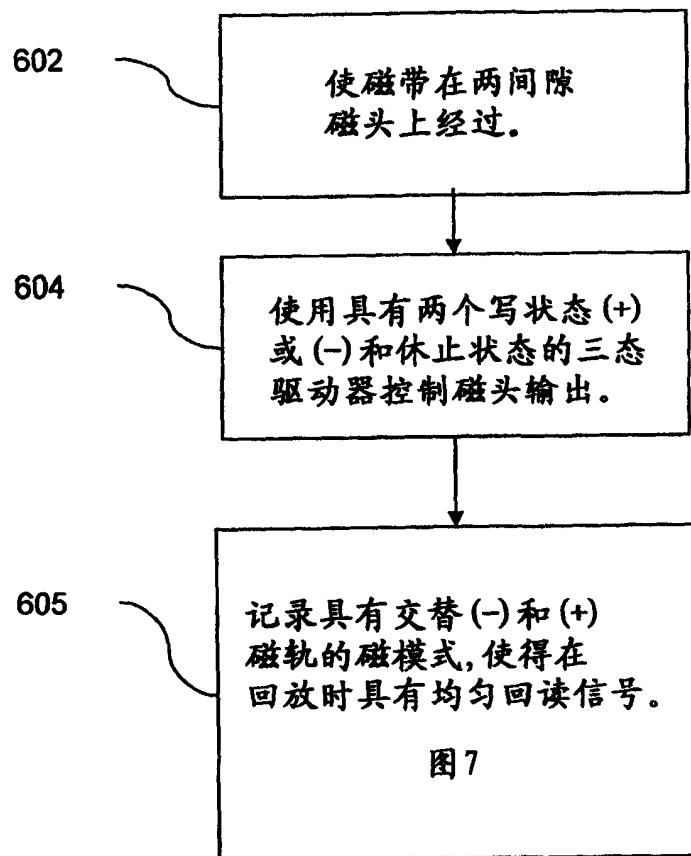 602
使磁带在两间隙
磁头上经过。
604
使用具有两个写状态(+)
或(-)和休止状态的三态
驱动器控制磁头输出。
605
记录具有交替(-)和(+)
磁轨的磁模式,使得在
回放时具有均匀回读信号。
图7